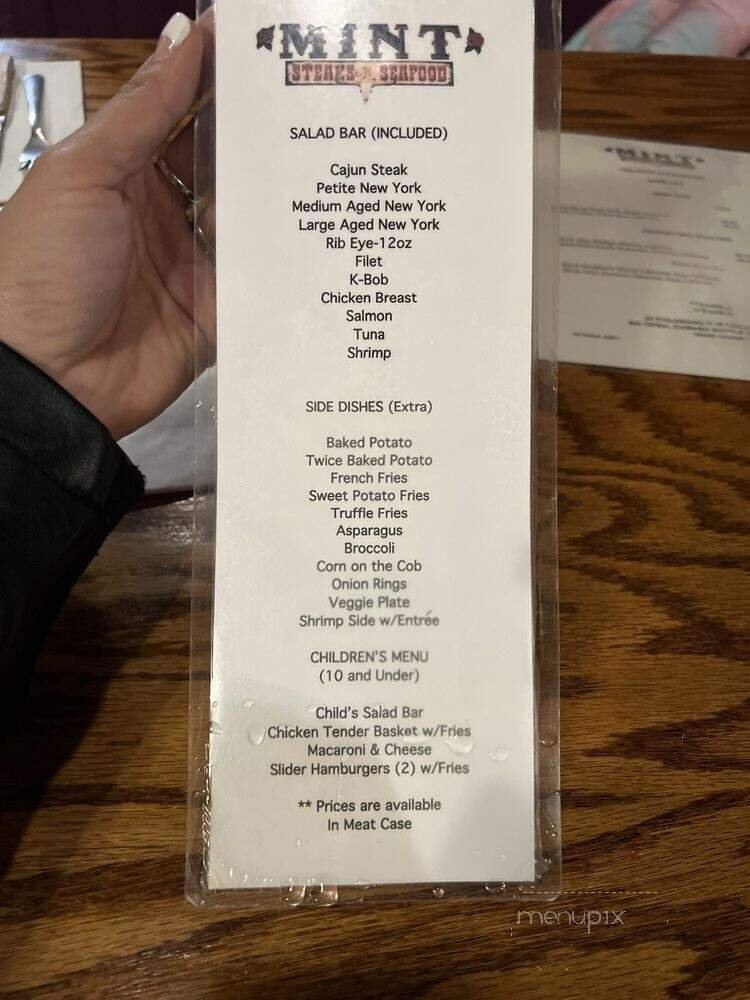 MINT
STEAKS-N-SEAFOOD
SALAD BAR (INCLUDED)
Cajun Steak
Petite New York
Medium Aged New York
Large Aged New York
Rib Eye-12oz
Filet
K-Bob
Chicken Breast
Salmon
Tuna
Shrimp
SIDE DISHES (Extra)
Baked Potato
Twice Baked Potato
French Fries
Sweet Potato Fries
Truffle Fries
Asparagus
Broccoli
Corn on the Cob
Onion Rings
Veggie Plate
Shrimp Side w/Entrée
CHILDREN'S MENU
(10 and Under)
Child's Salad Bar
Chicken Tender Basket w/Fries
Macaroni & Cheese
Slider Hamburgers (2) w/Fries
** Prices are available
In Meat Case
MINT
menupix